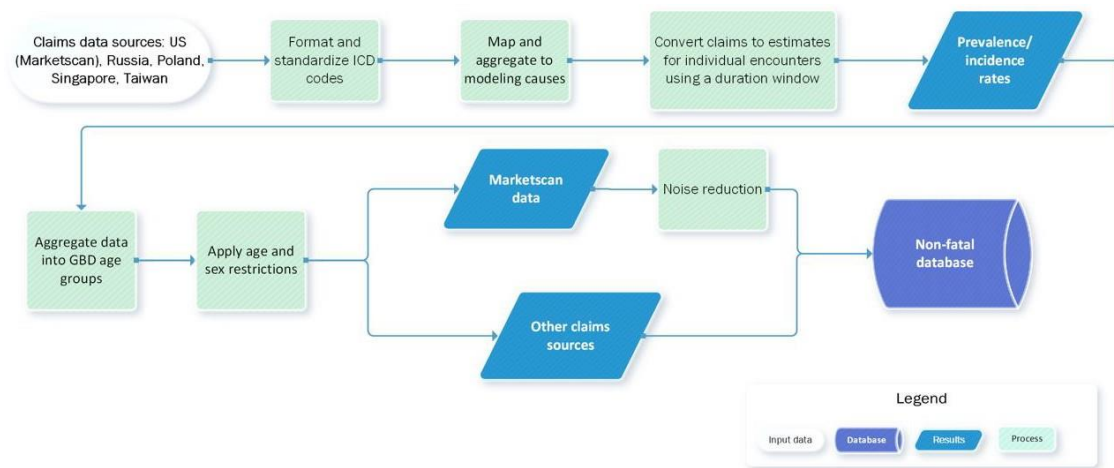 Claims data sources: US
(Marketscan), Russia, Poland,
Singapore, Taiwan
Format and
standardize ICD
codes
Map and
aggregate to
modeling causes
Convert claims to estimates
for individual encounters
using a duration window
Prevalence/
incidence
rates
Aggregate data
into GBD age
groups
Apply age and
sex restrictions
Marketscan
data
Noise reduction
Other claims
sources
Non-fatal
database
Legend
Input data
Database
Results
Process